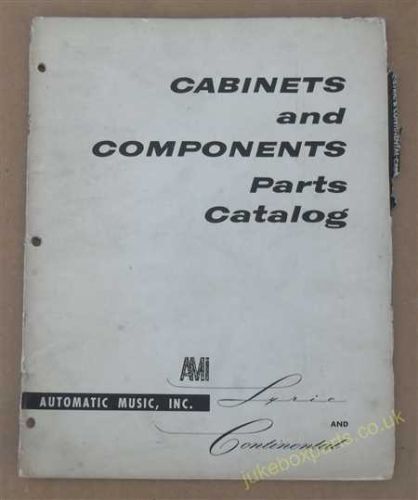 CABINETS
and
COMPONENTS
Parts
Catalog
AMI
AUTOMATIC MUSIC, INC.
Lyric
AND
Continental
jukeboxparts.co.uk